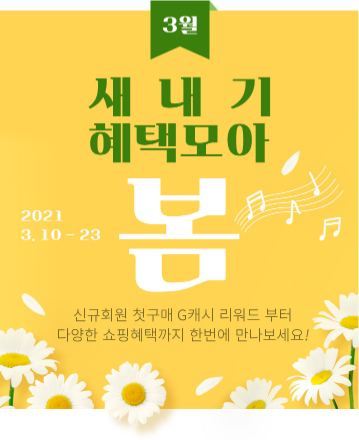 3월
새 내 기
혜택모아
봄
2021
3. 10 - 23
신규회원 첫구매 G캐시 리워드 부터
다양한 쇼핑혜택까지 한번에 만나보세요!